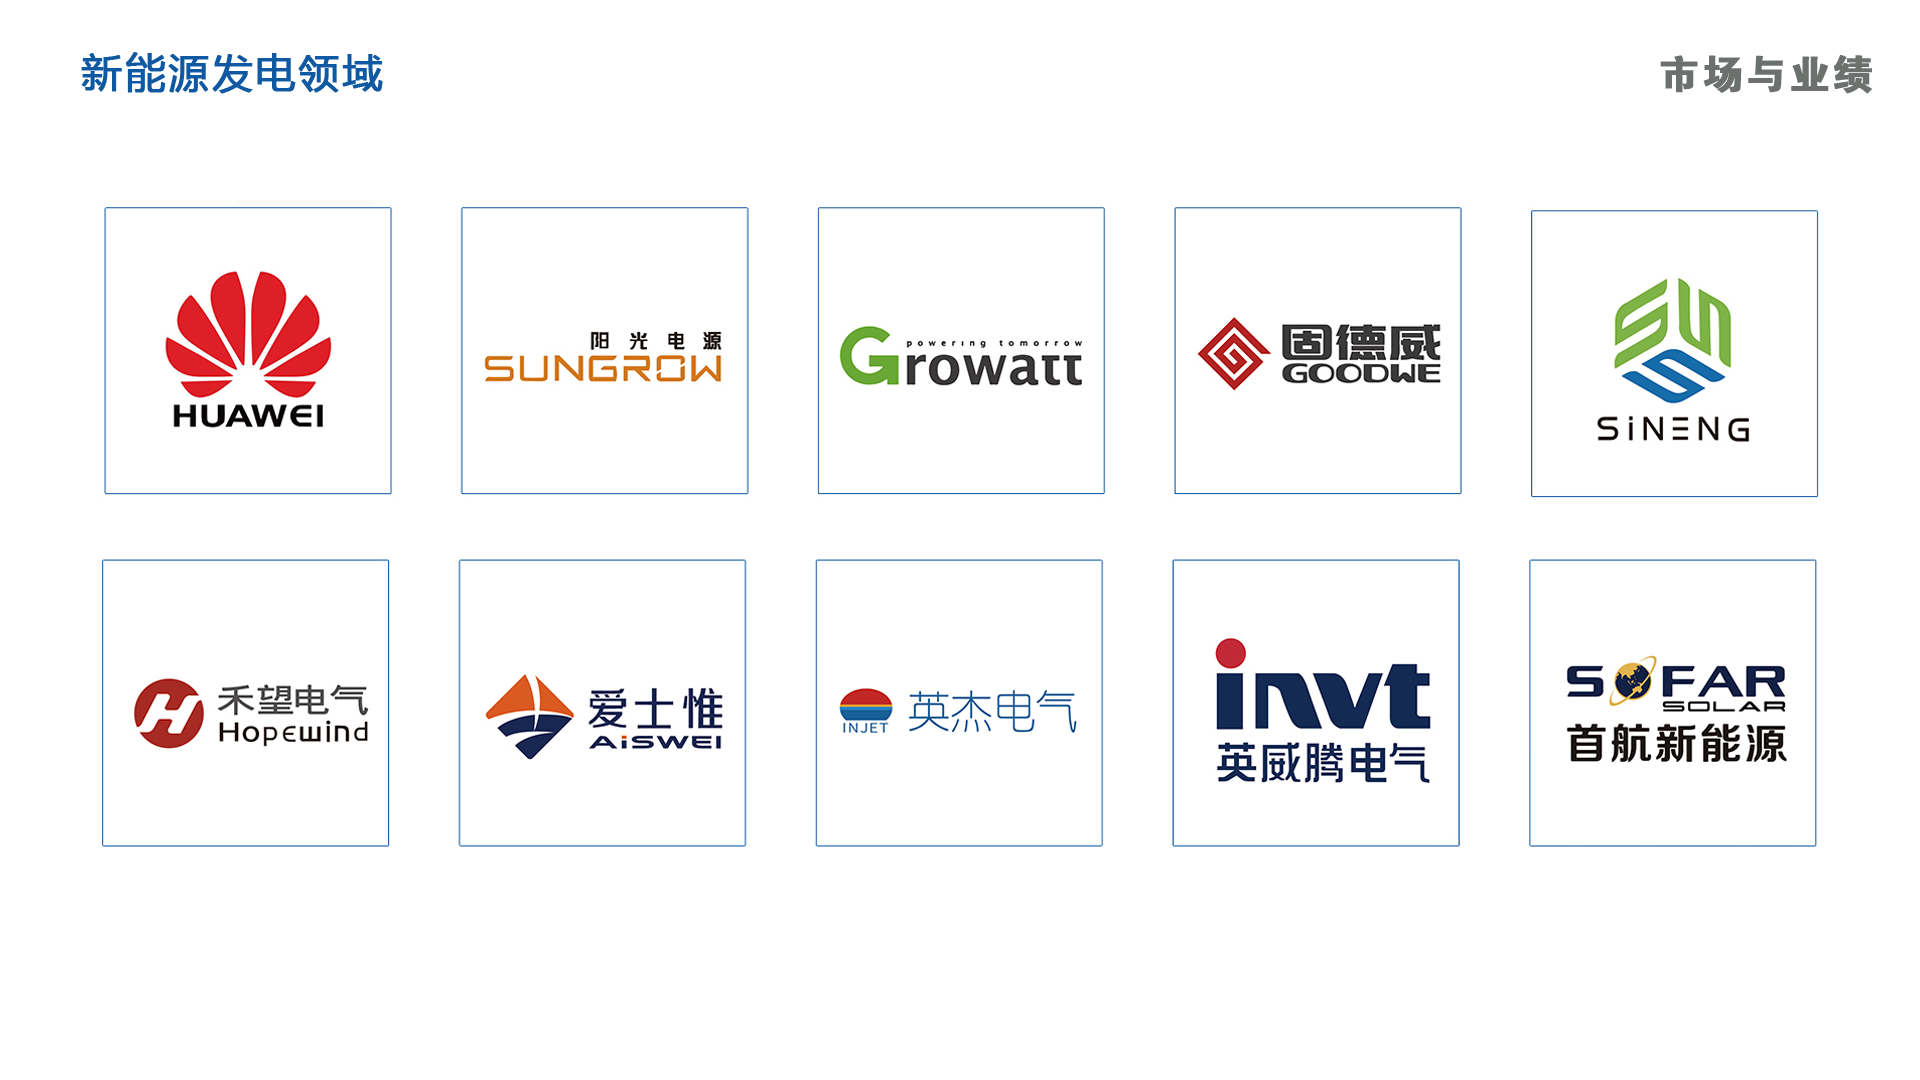 新能源发电领域
市场与业绩
HUAWEI
阳光电源
SUNGROW
powering tomorrow
Growatt
固德威
GOODWE
SiNENG
禾望电气
Hopewind
爱士惟
AiSWEI
INJET
英杰电气
invt
英威腾电气
SOFAR
SOLAR
首航新能源